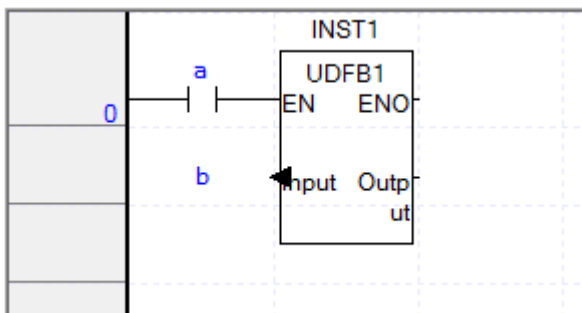 INST1
a
UDFB1
0
EN ENO
b
Input Outp
ut